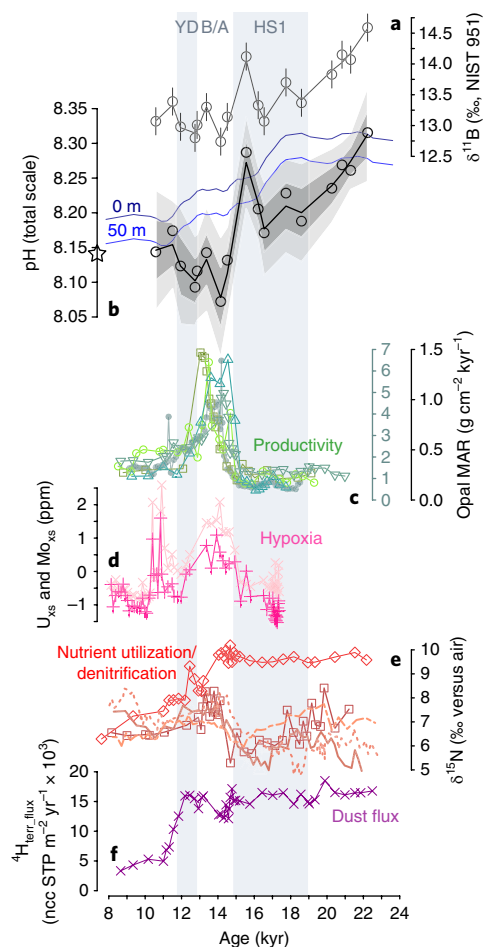 YD B/A HS1
a
14.5
14.0
13.5
13.0
12.5
δ¹¹B (‰, NIST 951)
8.35
8.30
8.25
8.20
8.15
8.10
8.05
pH (total scale)
0 m
50 m
b
7
6
5
4
3
2
1
0
1.5
1.0
0.5
0.0
Opal MAR (g cm⁻² kyr⁻¹)
Productivity
c
2
1
0
−1
Uxs and Moxs (ppm)
d
Hypoxia
Nutrient utilization/
denitrification
e
10
9
8
7
6
5
δ¹⁵N (‰ versus air)
20
15
10
5
0
⁴Hterr_flux
(ncc STP m⁻² yr⁻¹ × 10³)
Dust flux
f
8 10 12 14 16 18 20 22 24
Age (kyr)